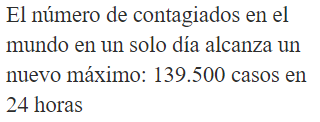 El número de contagiados en el
mundo en un solo día alcanza un
nuevo máximo: 139.500 casos en
24 horas